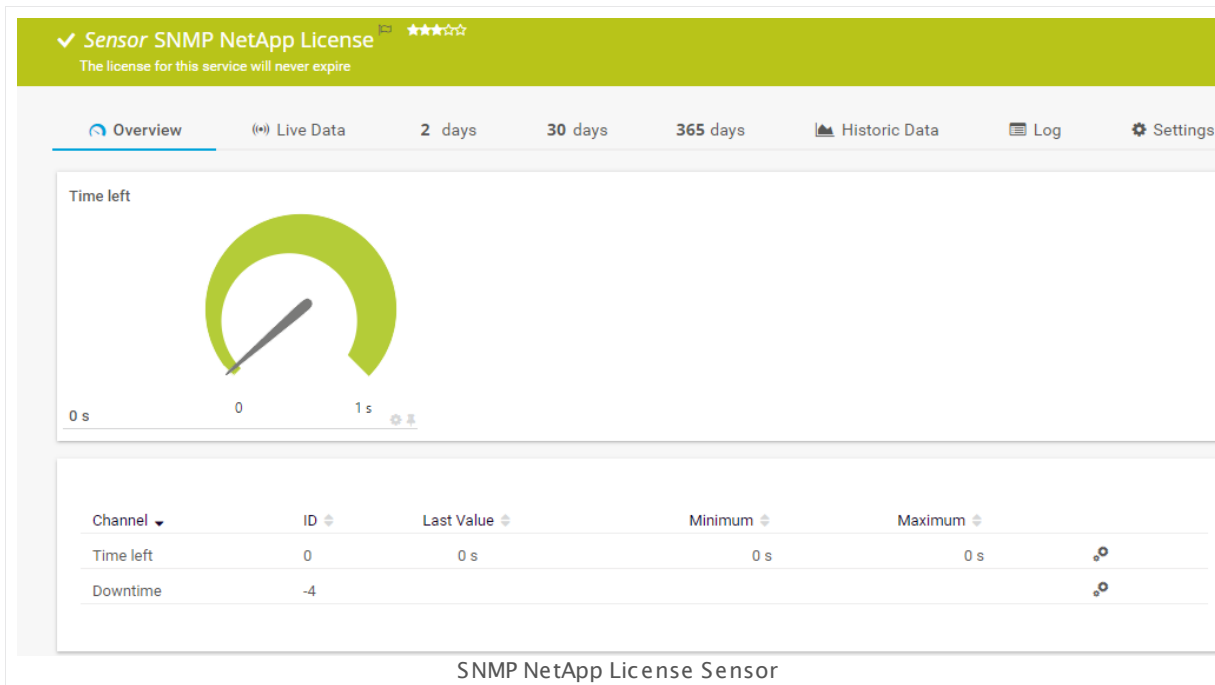 Sensor SNMP NetApp License
The license for this service will never expire
Overview Live Data 2 days 30 days 365 days Historic Data Log Settings
Time left
0 1 s
0 s
Channel ID Last Value Minimum Maximum
Time left 0 0 s 0 s 0 s
Downtime -4
SNMP NetApp License Sensor